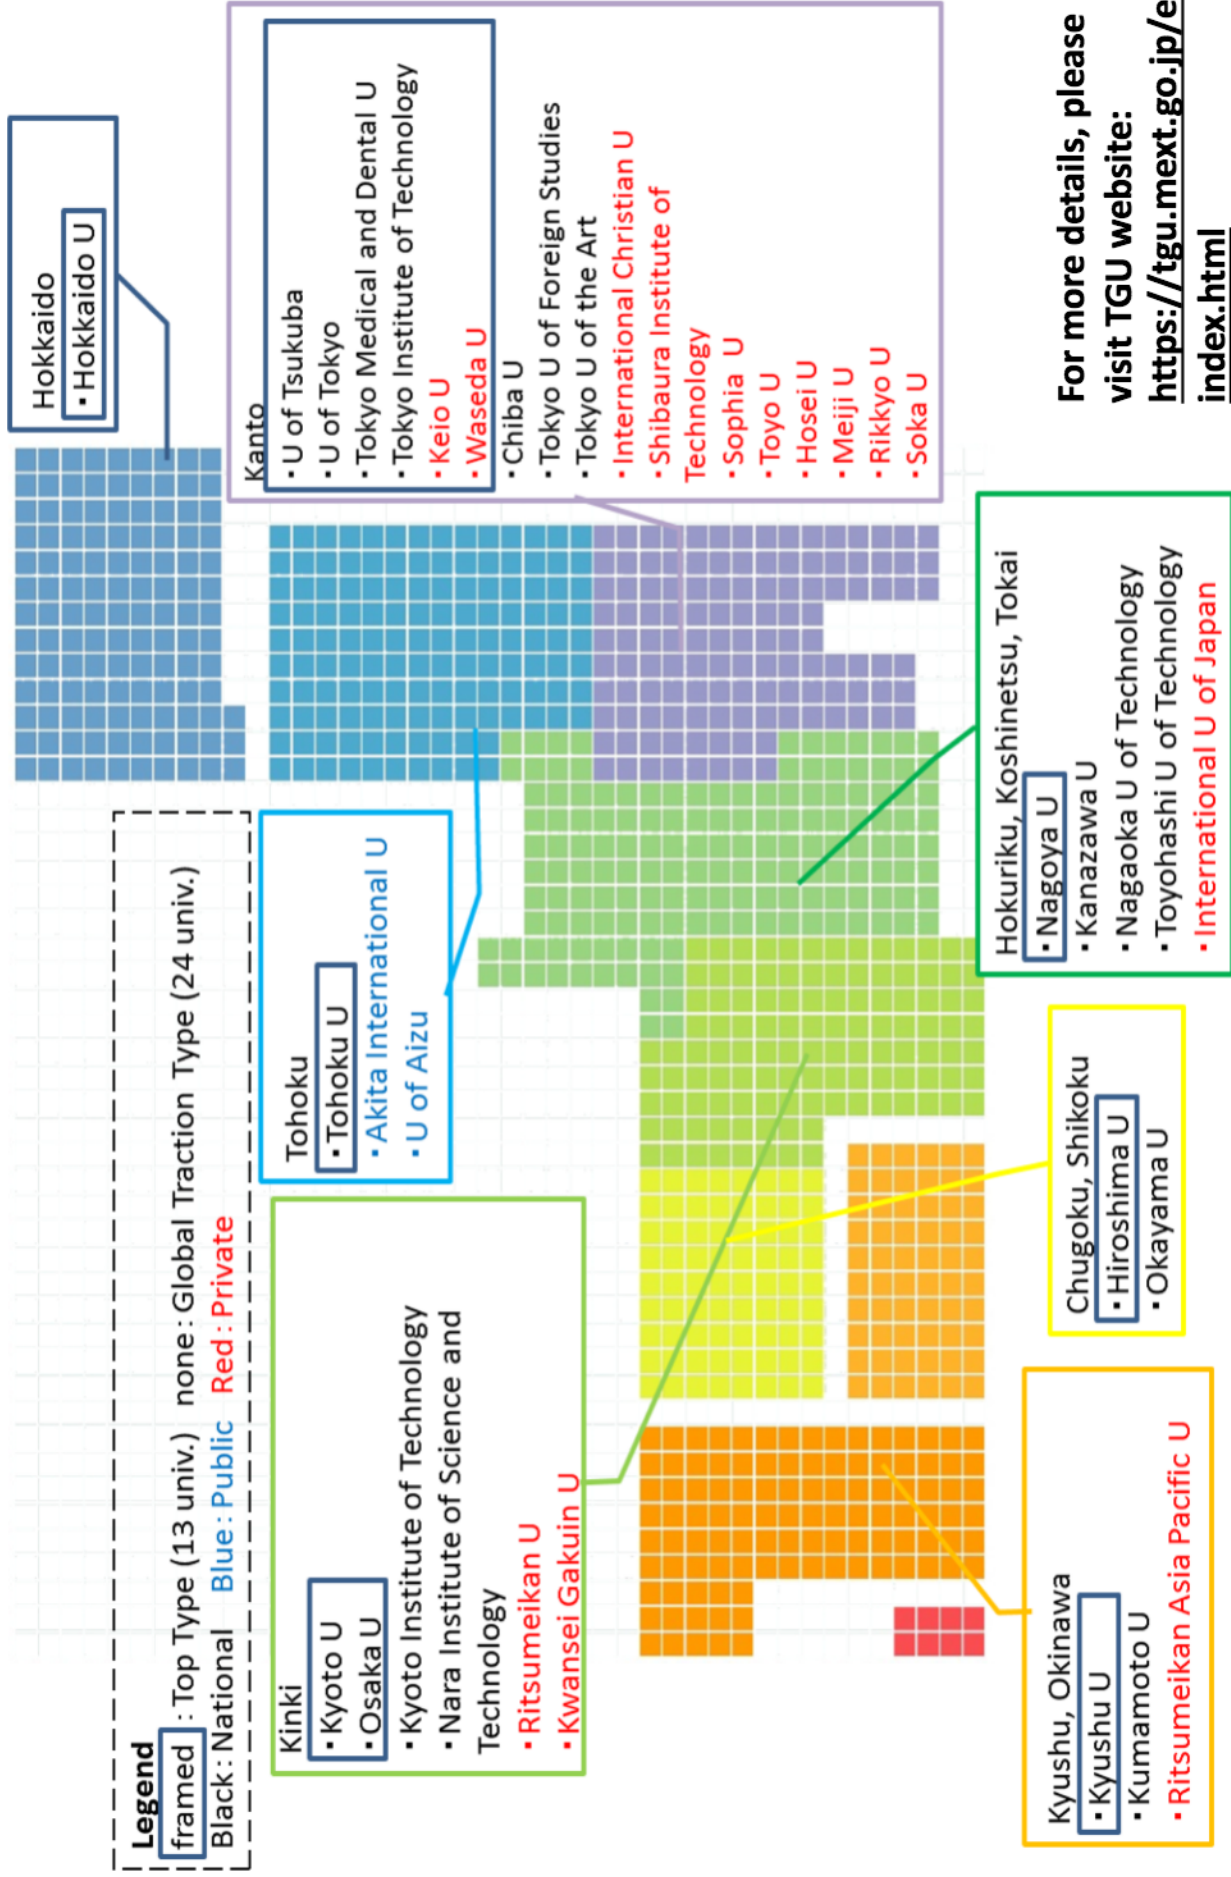 Legend
framed : Top Type (13 univ.) none : Global Traction Type (24 univ.)
Black : National Blue : Public Red : Private
Hokkaido
・Hokkaido U
Tohoku
・Tohoku U
・Akita International U
・U of Aizu
Kanto
・U of Tsukuba
・U of Tokyo
・Tokyo Medical and Dental U
・Tokyo Institute of Technology
・Keio U
・Waseda U
・Chiba U
・Tokyo U of Foreign Studies
・Tokyo U of the Art
・International Christian U
・Shibaura Institute of
Technology
・Sophia U
・Toyo U
・Hosei U
・Meiji U
・Rikkyo U
・Soka U
Kinki
・Kyoto U
・Osaka U
・Kyoto Institute of Technology
・Nara Institute of Science and
Technology
・Ritsumeikan U
・Kwansei Gakuin U
Hokuriku, Koshinetsu, Tokai
・Nagoya U
・Kanazawa U
・Nagaoka U of Technology
・Toyohashi U of Technology
・International U of Japan
Chugoku, Shikoku
・Hiroshima U
・Okayama U
Kyushu, Okinawa
・Kyushu U
・Kumamoto U
・Ritsumeikan Asia Pacific U
For more details, please
visit TGU website:
https://tgu.mext.go.jp/e
index.html